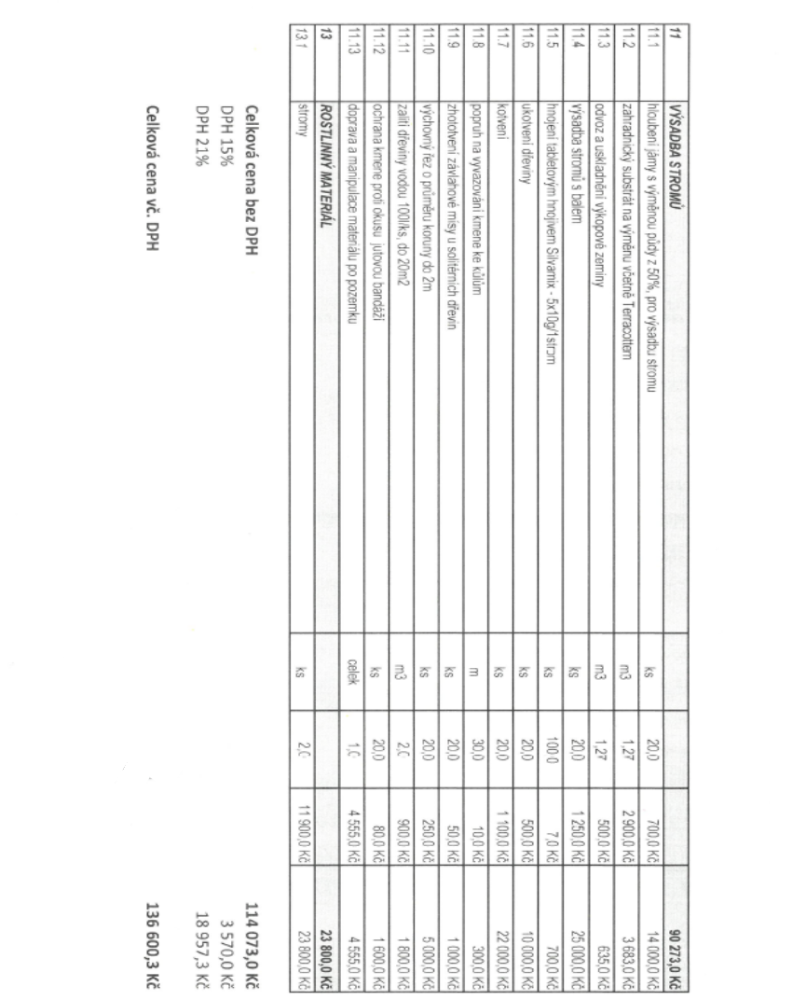 11 VÝSADBA STROMŮ 90 273,0 Kč
11.1 hloubení jámy s výměnou půdy z 50%, pro výsadbu stromu ks 20,0 700,0 Kč 14 000,0 Kč
11.2 zahradnický substrát na výměnu včetně Terracottem m3 1,27 2 900,0 Kč 3 683,0 Kč
11.3 odvoz a uskladnění výkopové zeminy m3 1,27 500,0 Kč 635,0 Kč
11.4 výsadba stromů s balem ks 20,0 1 250,0 Kč 25 000,0 Kč
11.5 hnojení tabletovým hnojivem Silvamix - 5x10g/1strom ks 100,0 7,0 Kč 700,0 Kč
11.6 ukotvení dřeviny ks 20,0 500,0 Kč 10 000,0 Kč
11.7 kotvení ks 20,0 1 100,0 Kč 22 000,0 Kč
11.8 popruh na vyvazování kmene ke kůlům m 30,0 10,0 Kč 300,0 Kč
11.9 zhotovení závlahové mísy u solitérních dřevin ks 20,0 50,0 Kč 1 000,0 Kč
11.10 výchovný řez o průměru koruny do 2m ks 20,0 250,0 Kč 5 000,0 Kč
11.11 zalití dřeviny vodou 100l/ks, do 20m2 m3 2,0 900,0 Kč 1 800,0 Kč
11.12 ochrana kmene proti okusu jutovou bandáží ks 20,0 80,0 Kč 1 600,0 Kč
11.13 doprava a manipulace materiálu po pozemku celek 1,0 4 555,0 Kč 4 555,0 Kč
13 ROSTLINNÝ MATERIÁL 23 800,0 Kč
13.1 stromy ks 2,0 11 900,0 Kč 23 800,0 Kč
Celková cena bez DPH 114 073,0 Kč
DPH 15% 3 570,0 Kč
DPH 21% 18 957,3 Kč
Celková cena vč. DPH 136 600,3 Kč